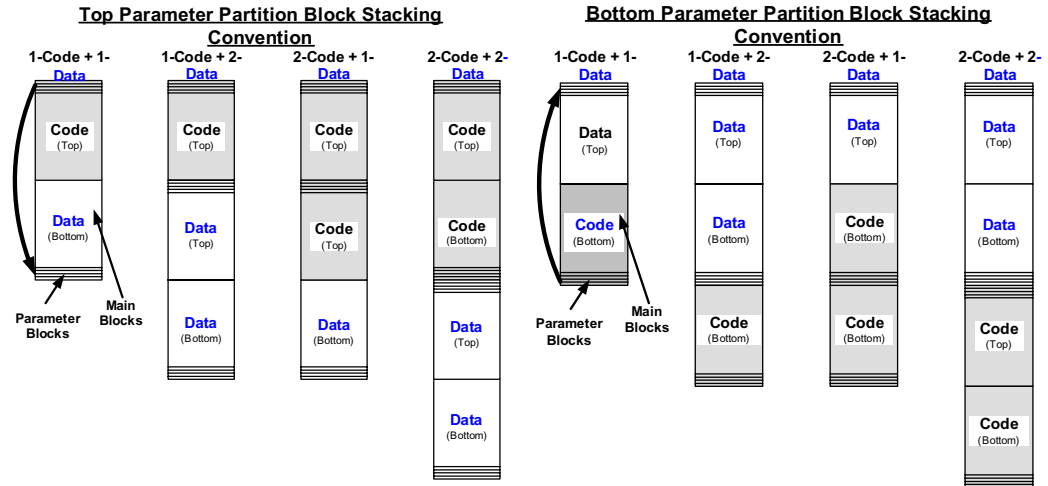 Top Parameter Partition Block Stacking
Convention
1-Code + 1-
Data
1-Code + 2-
Data
2-Code + 1-
Data
2-Code + 2-
Data
Code
(Top)
Data
(Bottom)
Parameter
Blocks
Main
Blocks
Code
(Top)
Data
(Top)
Data
(Bottom)
Code
(Top)
Code
(Top)
Data
(Bottom)
Code
(Top)
Code
(Bottom)
Data
(Top)
Data
(Bottom)
Bottom Parameter Partition Block Stacking
Convention
1-Code + 1-
Data
1-Code + 2-
Data
2-Code + 1-
Data
2-Code + 2-
Data
Data
(Top)
Code
(Bottom)
Parameter
Blocks
Main
Blocks
Data
(Top)
Data
(Bottom)
Code
(Bottom)
Data
(Top)
Code
(Bottom)
Code
(Bottom)
Data
(Top)
Data
(Bottom)
Code
(Top)
Code
(Bottom)